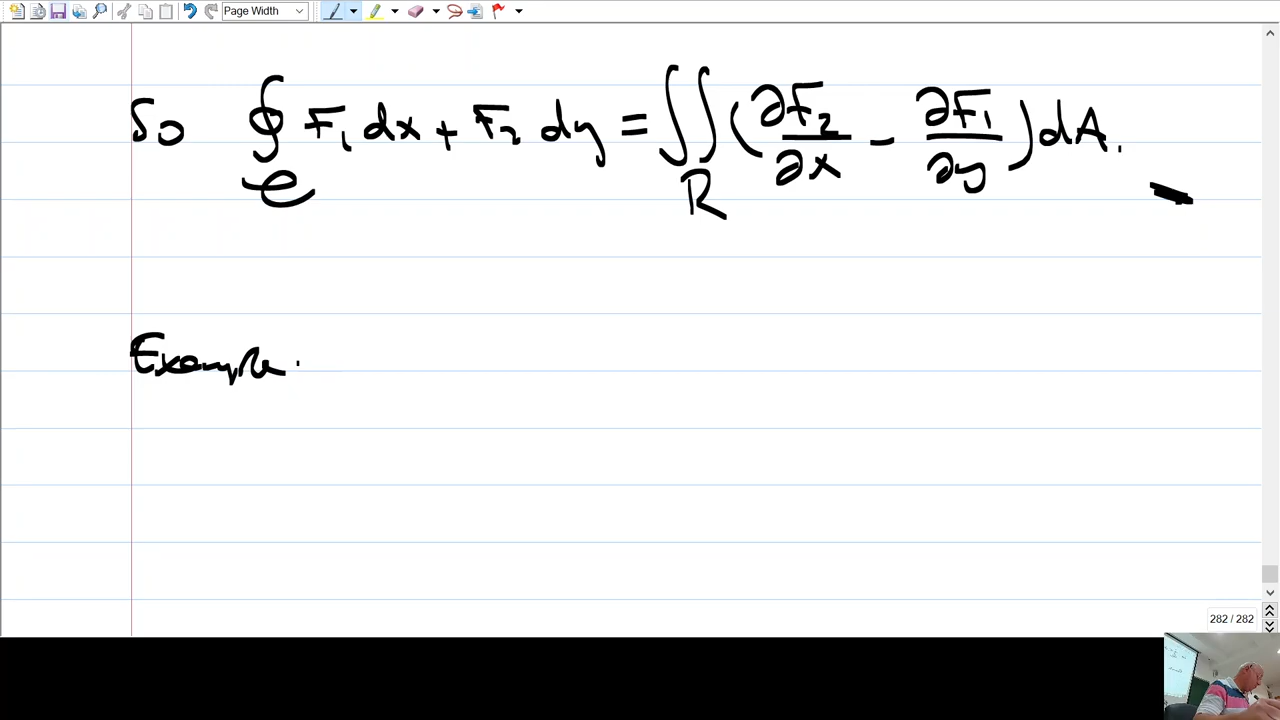 Page Width
So ∮_C F₁ dx + F₂ dy = ∬_R (∂F₂/∂x − ∂F₁/∂y) dA.
Example.
282 / 282